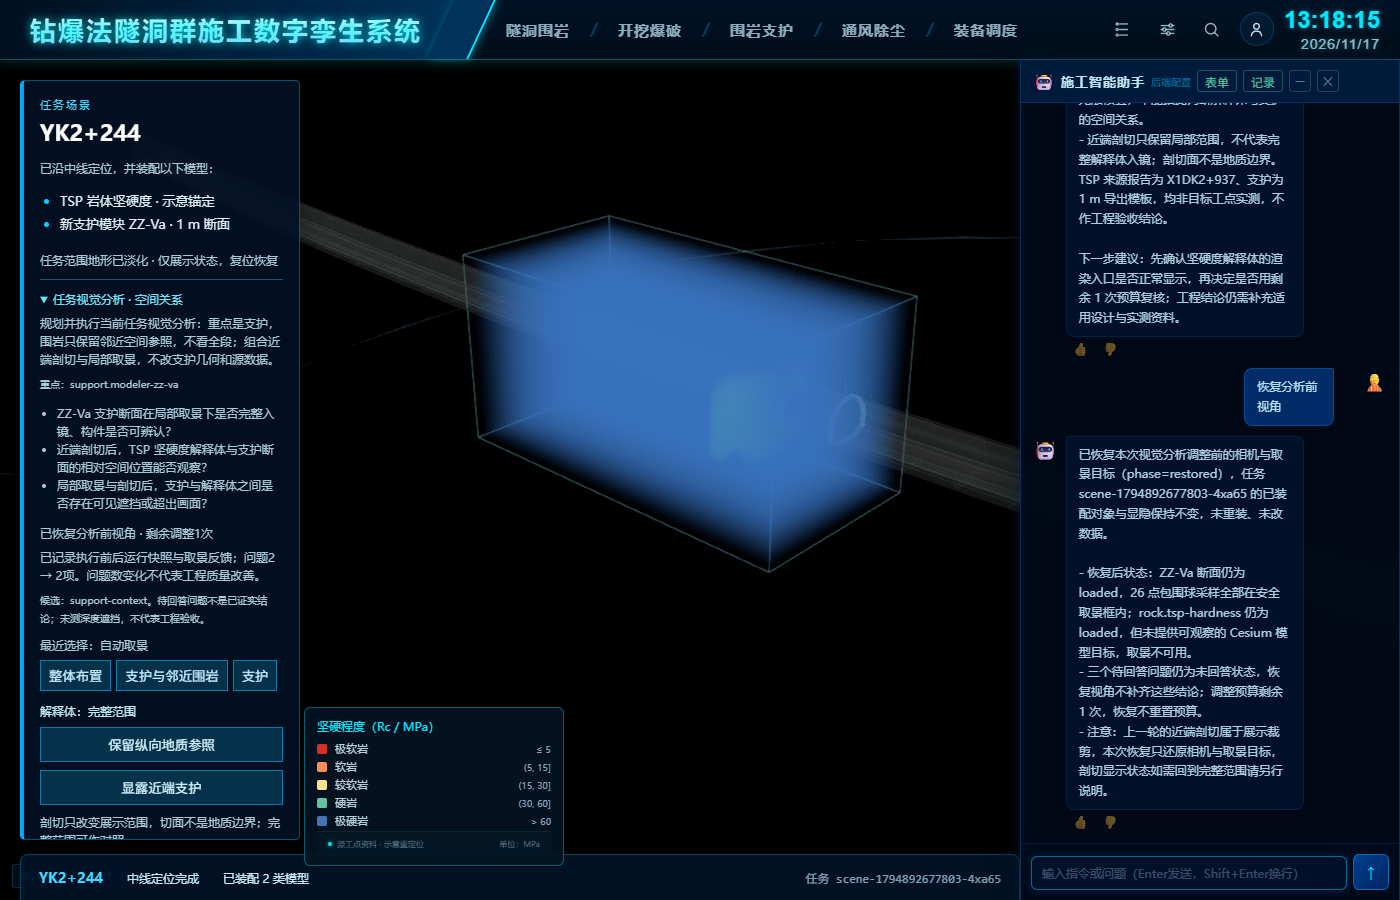 钻爆法隧洞群施工数字孪生系统
隧洞围岩 / 开挖爆破 / 围岩支护 / 通风除尘 / 装备调度
13:18:15
2026/11/17
任务场景
YK2+244
已沿中线定位，并装配以下模型：
TSP 岩体坚硬度 · 示意锚定
新支护模块 ZZ-Va · 1 m 断面
任务范围地形已淡化 · 仅展示状态，复位恢复
▼ 任务视觉分析 · 空间关系
规划并执行当前任务视觉分析：重点是支护，
围岩只保留邻近空间参照，不看全段；组合近
端剖切与局部取景，不改支护几何和源数据。
重点：support.modeler-zz-va
ZZ-Va 支护断面在局部取景下是否完整入
镜、构件是否可辨认？
近端剖切后，TSP 坚硬度解释体与支护断
面的相对空间位置能否观察？
局部取景与剖切后，支护与解释体之间是
否存在可见遮挡或超出画面？
已恢复分析前视角 · 剩余调整1次
已记录执行前后运行快照与取景反馈；问题2
→ 2项。问题数变化不代表工程质量改善。
候选：support-context。待回答问题不是已证实结
论；未测深度遮挡，不代表工程验收。
最近选择：自动取景
整体布置
支护与邻近围岩
支护
解释体：完整范围
保留纵向地质参照
显露近端支护
剖切只改变展示范围，切面不是地质边界；完
坚硬程度（Rc / MPa）
极软岩 ≤ 5
软岩 (5, 15]
较软岩 (15, 30]
硬岩 (30, 60]
极硬岩 > 60
源工点资料 · 示意重定位 单位：MPa
YK2+244 中线定位完成 已装配 2 类模型
任务 scene-1794892677803-4xa65
施工智能助手 后端配置 表单 记录
的空间关系。
- 近端剖切只保留局部范围，不代表完
整解释体入镜；剖切面不是地质边界。
TSP 来源报告为 X1DK2+937、支护为
1 m 导出模板，均非目标工点实测，不
作工程验收结论。
下一步建议：先确认坚硬度解释体的渲
染入口是否正常显示，再决定是否用剩
余 1 次预算复核；工程结论仍需补充适
用设计与实测资料。
恢复分析前
视角
已恢复本次视觉分析调整前的相机与取
景目标（phase=restored），任务
scene-1794892677803-4xa65 的已装
配对象与显隐保持不变，未重装、未改
数据。
- 恢复后状态：ZZ-Va 断面仍为
loaded，26 点包围球采样全部在安全
取景框内；rock.tsp-hardness 仍为
loaded，但未提供可观察的 Cesium 模
型目标，取景不可用。
- 三个待回答问题仍为未回答状态，恢
复视角不补齐这些结论；调整预算剩余
1 次，恢复不重置预算。
- 注意：上一轮的近端剖切属于展示裁
剪，本次恢复只还原相机与取景目标，
剖切显示状态如需回到完整范围请另行
说明。
输入指令或问题（Enter发送，Shift+Enter换行）